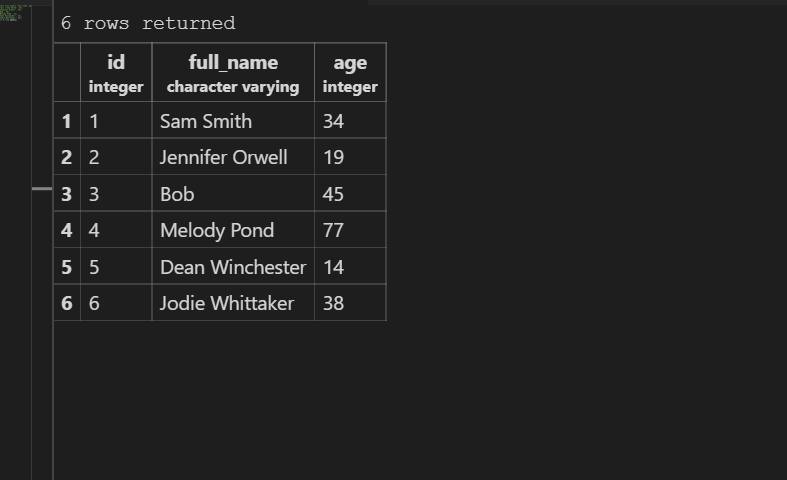 6 rows returned
id full_name age
integer character varying integer
1 1 Sam Smith 34
2 2 Jennifer Orwell 19
3 3 Bob 45
4 4 Melody Pond 77
5 5 Dean Winchester 14
6 6 Jodie Whittaker 38